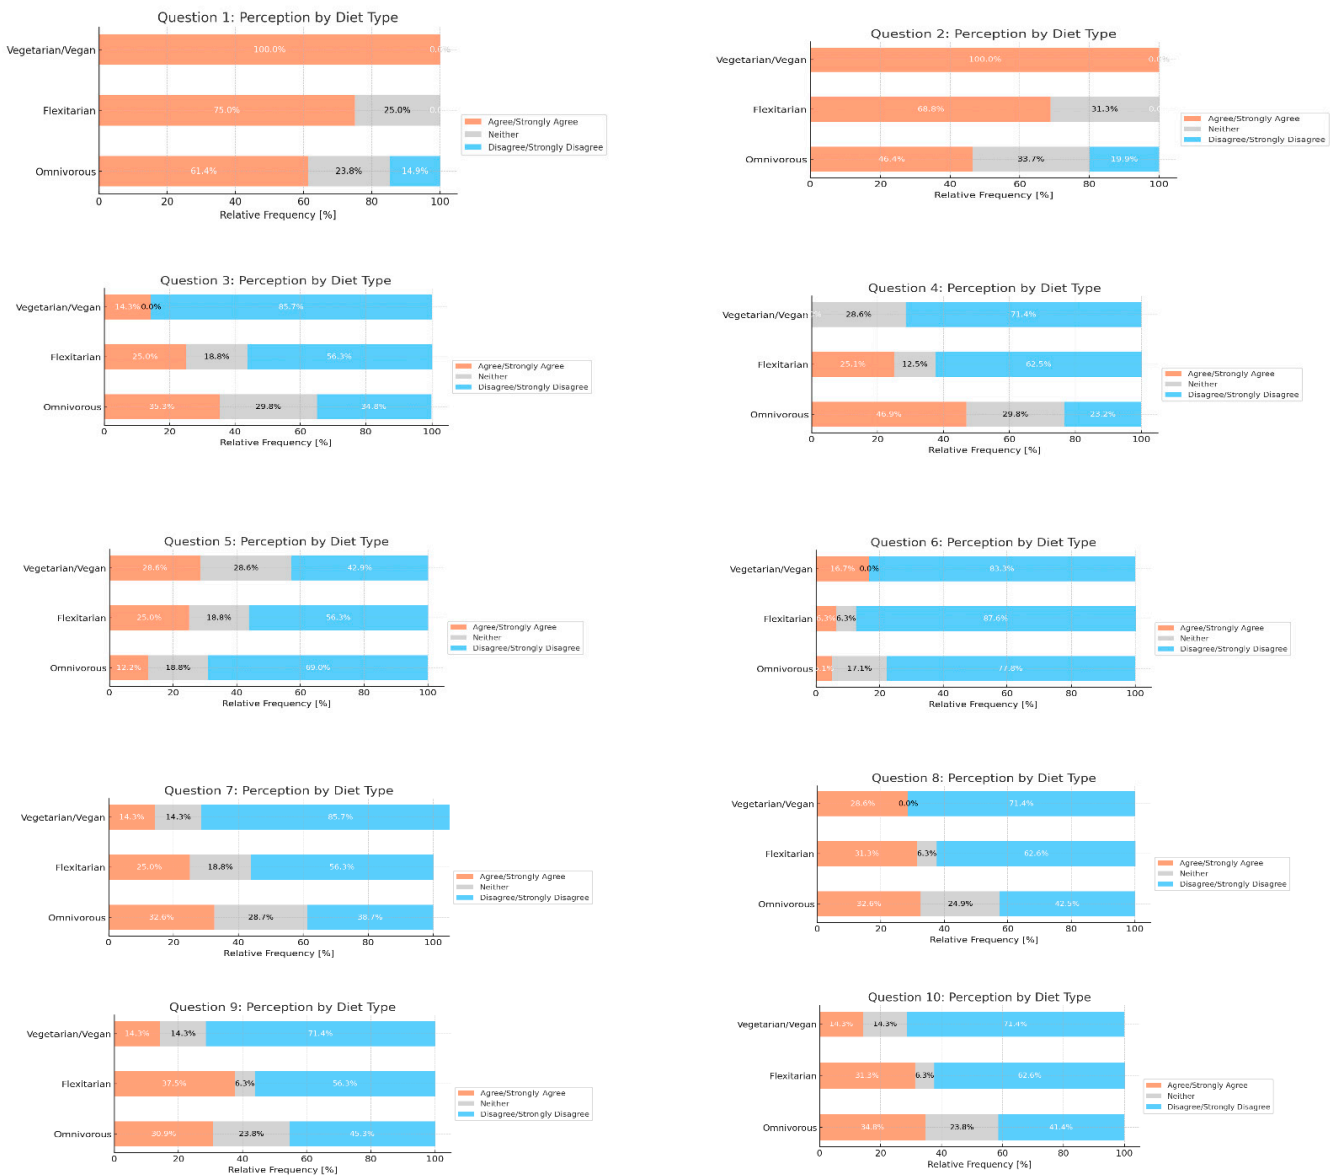 Question 1: Perception by Diet Type
Vegetarian/Vegan
100.0%
Flexitarian
75.0%
25.0%
Omnivorous
61.4%
23.8%
14.9%
0
20
40
60
80
100
Relative Frequency [%]
Agree/Strongly Agree
Neither
Disagree/Strongly Disagree
Question 2: Perception by Diet Type
Vegetarian/Vegan
100.0%
Flexitarian
68.8%
31.3%
Omnivorous
46.4%
33.7%
19.9%
0
20
40
60
80
100
Relative Frequency [%]
Agree/Strongly Agree
Neither
Disagree/Strongly Disagree
Question 3: Perception by Diet Type
Vegetarian/Vegan
14.3%
0.0%
85.7%
Flexitarian
25.0%
18.8%
56.3%
Omnivorous
35.3%
29.8%
34.8%
0
20
40
60
80
100
Relative Frequency [%]
Agree/Strongly Agree
Neither
Disagree/Strongly Disagree
Question 4: Perception by Diet Type
Vegetarian/Vegan
28.6%
71.4%
Flexitarian
25.1%
12.5%
62.5%
Omnivorous
46.9%
29.8%
23.2%
0
20
40
60
80
100
Relative Frequency [%]
Agree/Strongly Agree
Neither
Disagree/Strongly Disagree
Question 5: Perception by Diet Type
Vegetarian/Vegan
28.6%
28.6%
42.9%
Flexitarian
25.0%
18.8%
56.3%
Omnivorous
12.2%
18.8%
69.0%
0
20
40
60
80
100
Relative Frequency [%]
Agree/Strongly Agree
Neither
Disagree/Strongly Disagree
Question 6: Perception by Diet Type
Vegetarian/Vegan
16.7%
0.0%
83.3%
Flexitarian
6.3%
6.3%
87.6%
Omnivorous
17.1%
77.8%
0
20
40
60
80
100
Relative Frequency [%]
Agree/Strongly Agree
Neither
Disagree/Strongly Disagree
Question 7: Perception by Diet Type
Vegetarian/Vegan
14.3%
14.3%
85.7%
Flexitarian
25.0%
18.8%
56.3%
Omnivorous
32.6%
28.7%
38.7%
0
20
40
60
80
100
Relative Frequency [%]
Agree/Strongly Agree
Neither
Disagree/Strongly Disagree
Question 8: Perception by Diet Type
Vegetarian/Vegan
28.6%
0.0%
71.4%
Flexitarian
31.3%
6.3%
62.6%
Omnivorous
32.6%
24.9%
42.5%
0
20
40
60
80
100
Relative Frequency [%]
Agree/Strongly Agree
Neither
Disagree/Strongly Disagree
Question 9: Perception by Diet Type
Vegetarian/Vegan
14.3%
14.3%
71.4%
Flexitarian
37.5%
6.3%
56.3%
Omnivorous
30.9%
23.8%
45.3%
0
20
40
60
80
100
Relative Frequency [%]
Agree/Strongly Agree
Neither
Disagree/Strongly Disagree
Question 10: Perception by Diet Type
Vegetarian/Vegan
14.3%
14.3%
71.4%
Flexitarian
31.3%
6.3%
62.6%
Omnivorous
34.8%
23.8%
41.4%
0
20
40
60
80
100
Relative Frequency [%]
Agree/Strongly Agree
Neither
Disagree/Strongly Disagree